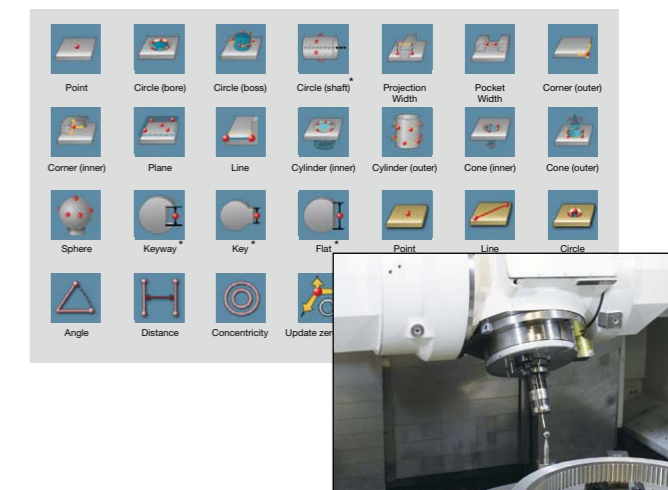 Point
Circle (bore)
Circle (boss)
Circle (shaft)*
Projection
Width
Pocket
Width
Corner (outer)
Corner (inner)
Plane
Line
Cylinder (inner)
Cylinder (outer)
Cone (inner)
Cone (outer)
Sphere
Keyway*
Key*
Flat*
Point
Line
Circle
Angle
Distance
Concentricity
Update